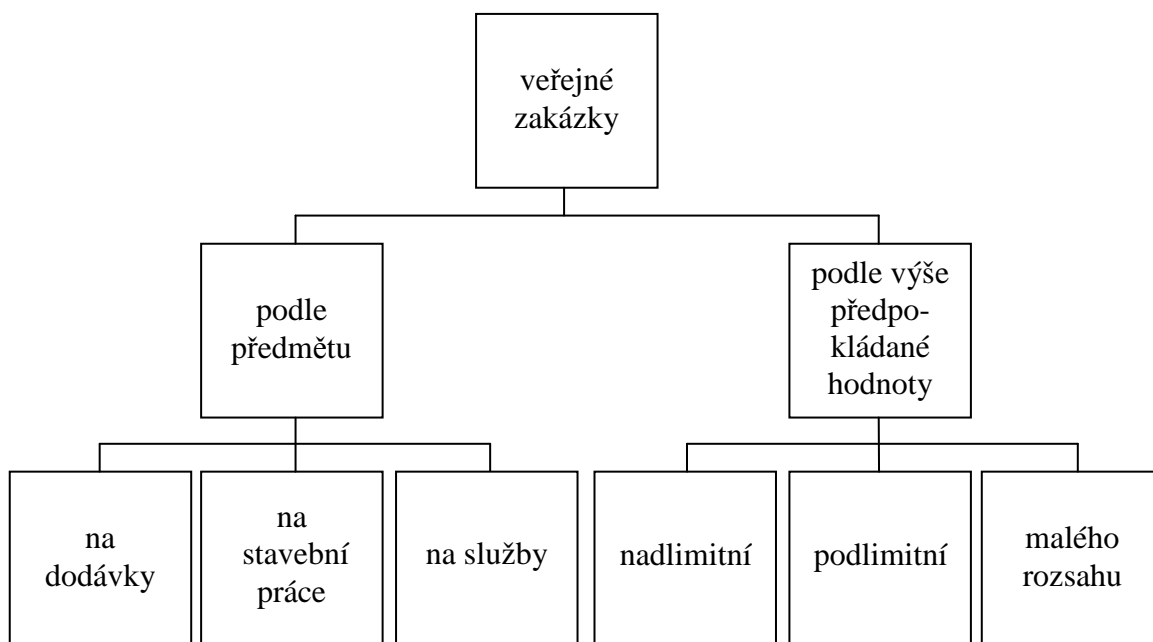 veřejné
zakázky
podle
předmětu
podle výše
předpo-
kládané
hodnoty
na
dodávky
na
stavební
práce
na služby
nadlimitní
podlimitní
malého
rozsahu